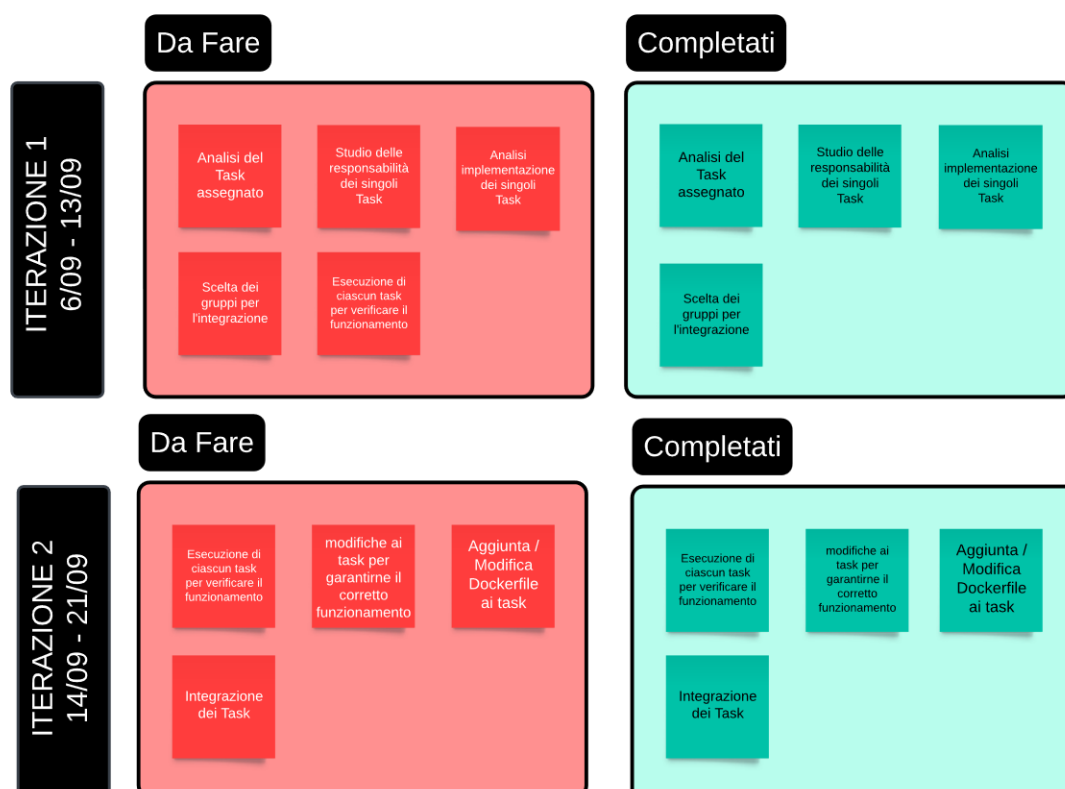 Da Fare
Completati
ITERAZIONE 1
6/09 - 13/09
Analisi del
Task
assegnato
Studio delle
responsabilità
dei singoli
Task
Analisi
implementazione
dei singoli
Task
Scelta dei
gruppi per
l'integrazione
Esecuzione di
ciascun task
per verificare il
funzionamento
Analisi del
Task
assegnato
Studio delle
responsabilità
dei singoli
Task
Analisi
implementazione
dei singoli
Task
Scelta dei
gruppi per
l'integrazione
Da Fare
Completati
ITERAZIONE 2
14/09 - 21/09
Esecuzione di
ciascun task
per verificare il
funzionamento
modifiche ai
task per
garantirne il
corretto
funzionamento
Aggiunta /
Modifica
Dockerfile
ai task
Integrazione
dei Task
Esecuzione di
ciascun task
per verificare il
funzionamento
modifiche ai
task per
garantirne il
corretto
funzionamento
Aggiunta /
Modifica
Dockerfile
ai task
Integrazione
dei Task